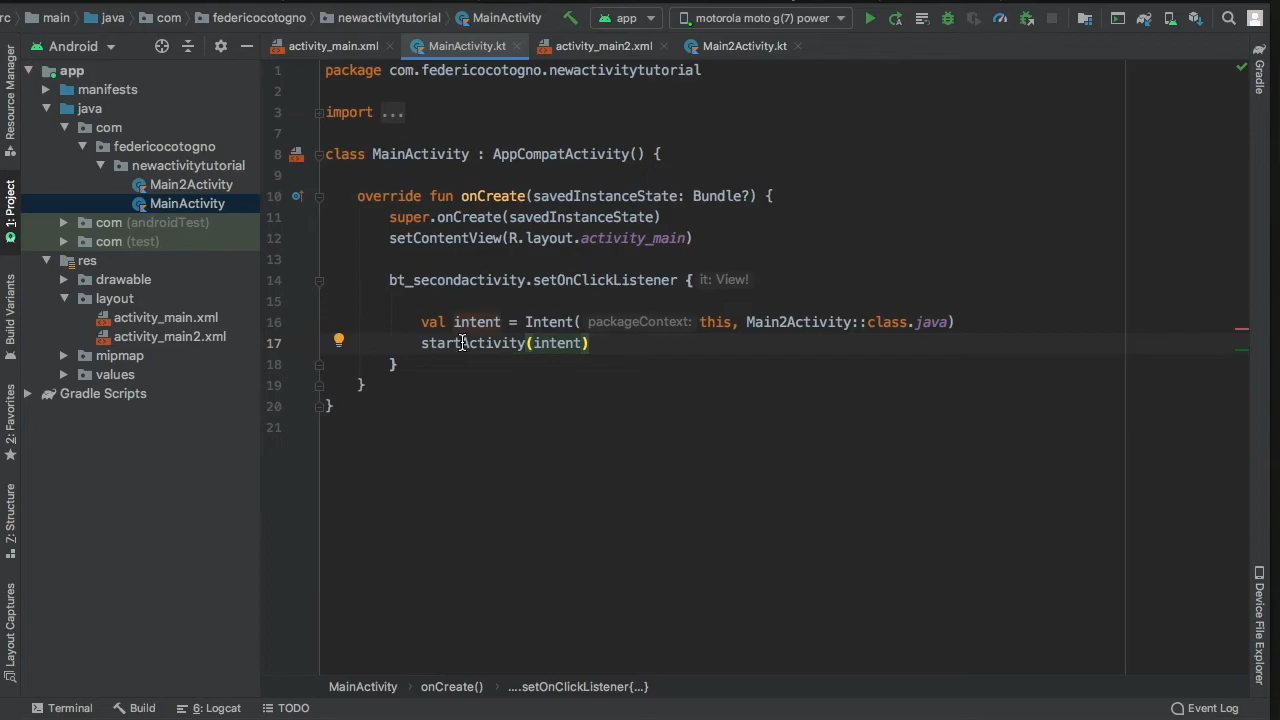 rc main java com federicocotogno newactivitytutorial MainActivity app motorola moto g(7) power
Android activity_main.xml MainActivity.kt activity_main2.xml Main2Activity.kt
Resource Manager
1: Project
Build Variants
2: Favorites
Z: Structure
Layout Captures
app
manifests
java
com
federicocotogno
newactivitytutorial
Main2Activity
MainActivity
com (androidTest)
com (test)
res
drawable
layout
activity_main.xml
activity_main2.xml
mipmap
values
Gradle Scripts
1 package com.federicocotogno.newactivitytutorial
2
3 import ...
7
8 class MainActivity : AppCompatActivity() {
9
10 override fun onCreate(savedInstanceState: Bundle?) {
11 super.onCreate(savedInstanceState)
12 setContentView(R.layout.activity_main)
13
14 bt_secondactivity.setOnClickListener { it: View!
15
16 val intent = Intent( packageContext: this, Main2Activity::class.java)
17 startActivity(intent)
18 }
19 }
20 }
21
Gradle
Device File Explorer
MainActivity › onCreate() › ....setOnClickListener{...}
Terminal Build 6: Logcat TODO Event Log